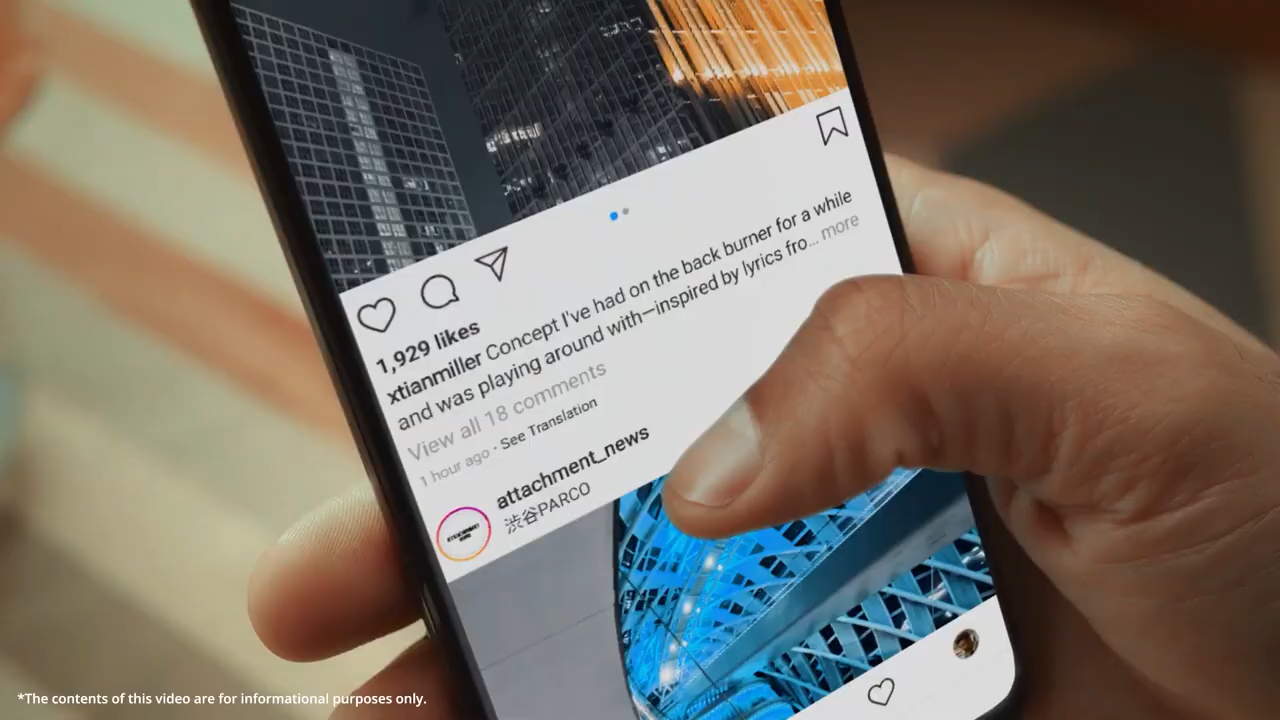 1,929 likes
xtianmiller Concept I've had on the back burner for a while
and was playing around with—inspired by lyrics fro... more
View all 18 comments
1 hour ago · See Translation
attachment_news
渋谷PARCO
*The contents of this video are for informational purposes only.